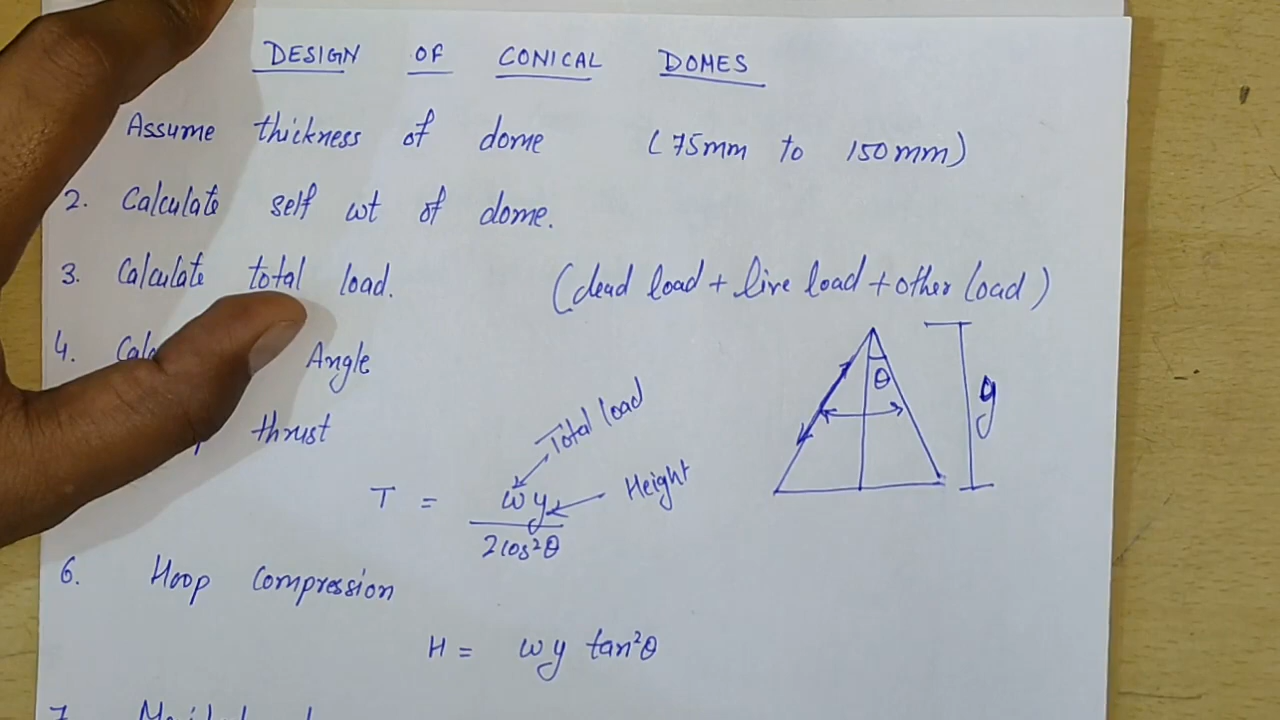 DESIGN OF CONICAL DOMES
Assume thickness of dome (75mm to 150mm)
2. Calculate self wt of dome.
3. Calculate total load. (dead load + live load + other load)
4. Angle
thrust
Total load
T = wy / 2cos²θ
Height
θ
y
6. Hoop Compression
H = wy tan²θ
7.